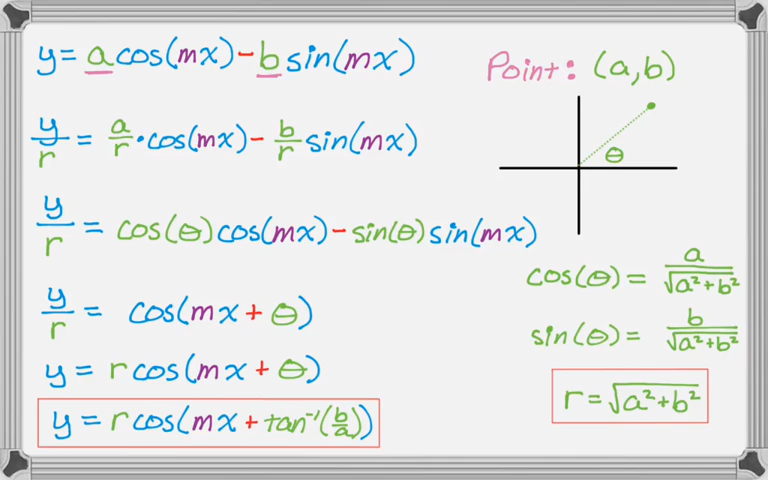 y = a cos(mx) - b sin(mx)
y/r = a/r · cos(mx) - b/r sin(mx)
y/r = cos(θ) cos(mx) - sin(θ) sin(mx)
y/r = cos(mx + θ)
y = r cos(mx + θ)
y = r cos(mx + tan⁻¹(b/a))
Point: (a,b)
θ
cos(θ) = a/√(a²+b²)
sin(θ) = b/√(a²+b²)
r = √(a²+b²)